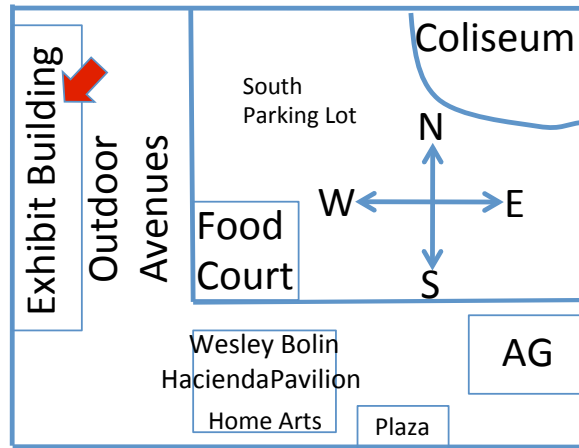 Exhibit Building
Outdoor
Avenues
South
Parking Lot
Coliseum
N
W
E
S
Food
Court
Wesley Bolin
HaciendaPavilion
Home Arts
Plaza
AG